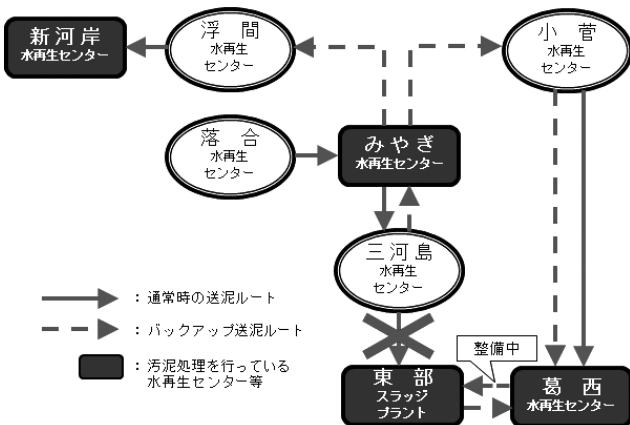 新河岸
水再生センター
浮間
水再生
センター
小菅
水再生
センター
落合
水再生
センター
みやぎ
水再生センター
三河島
水再生
センター
：通常時の送泥ルート
：バックアップ送泥ルート
：汚泥処理を行っている
水再生センター等
整備中
東部
スラッジ
プラント
葛西
水再生センター